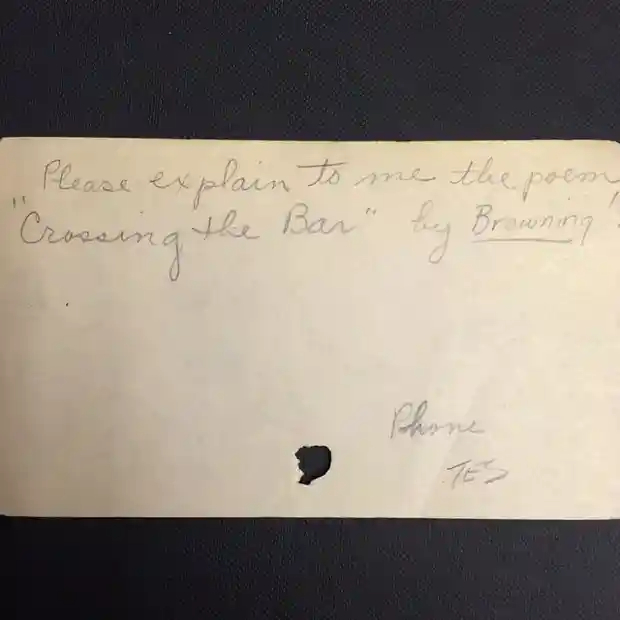 Please explain to me the poem
"Crossing the Bar" by Browning
Phone
TES